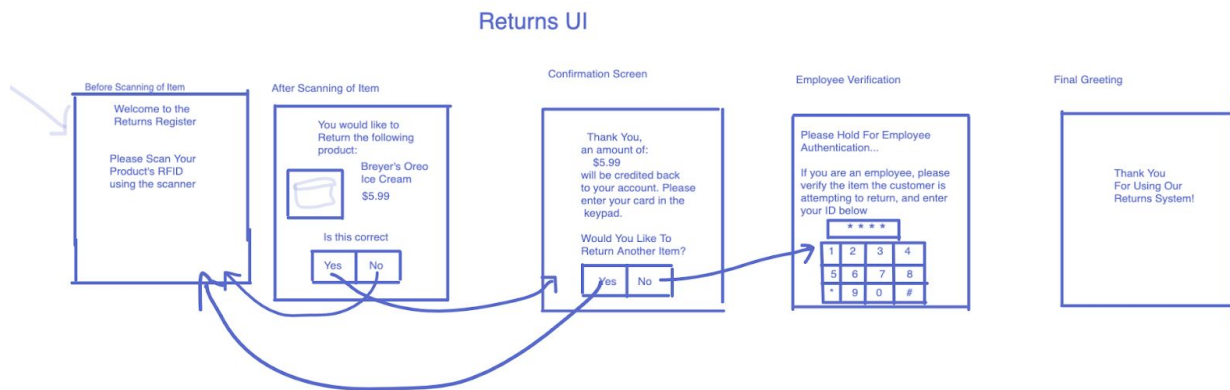 Returns UI
Before Scanning of Item
Welcome to the
Returns Register
Please Scan Your
Product's RFID
using the scanner
After Scanning of Item
You would like to
Return the following
product:
Breyer's Oreo
Ice Cream
$5.99
Is this correct
Yes No
Confirmation Screen
Thank You,
an amount of:
$5.99
will be credited back
to your account. Please
enter your card in the
keypad.
Would You Like To
Return Another Item?
Yes No
Employee Verification
Please Hold For Employee
Authentication...
If you are an employee, please
verify the item the customer is
attempting to return, and enter
your ID below
* * * *
1 2 3 4
5 6 7 8
* 9 0 #
Final Greeting
Thank You
For Using Our
Returns System!